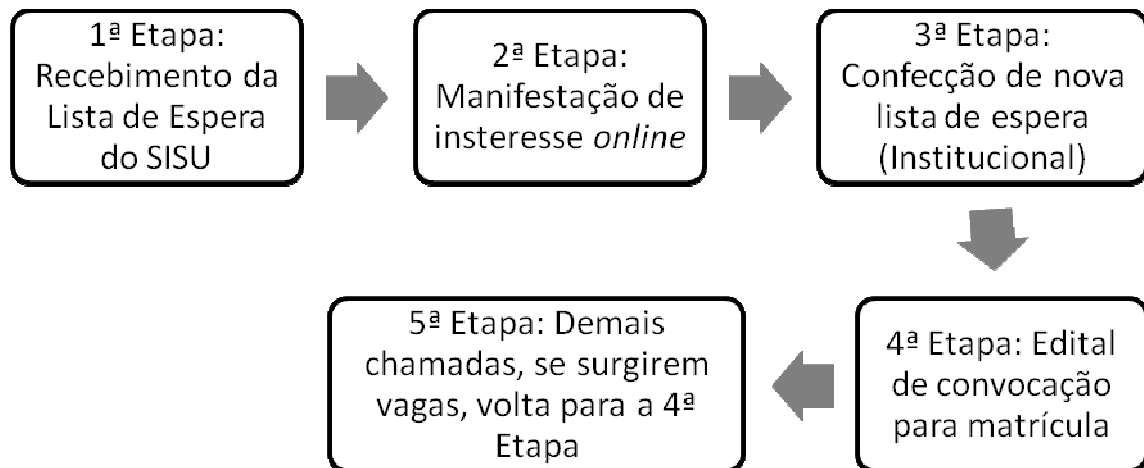 1ª Etapa:
Recebimento da
Lista de Espera
do SISU
2ª Etapa:
Manifestação de
insteresse online
3ª Etapa:
Confecção de nova
lista de espera
(Institucional)
4ª Etapa: Edital
de convocação
para matrícula
5ª Etapa: Demais
chamadas, se surgirem
vagas, volta para a 4ª
Etapa